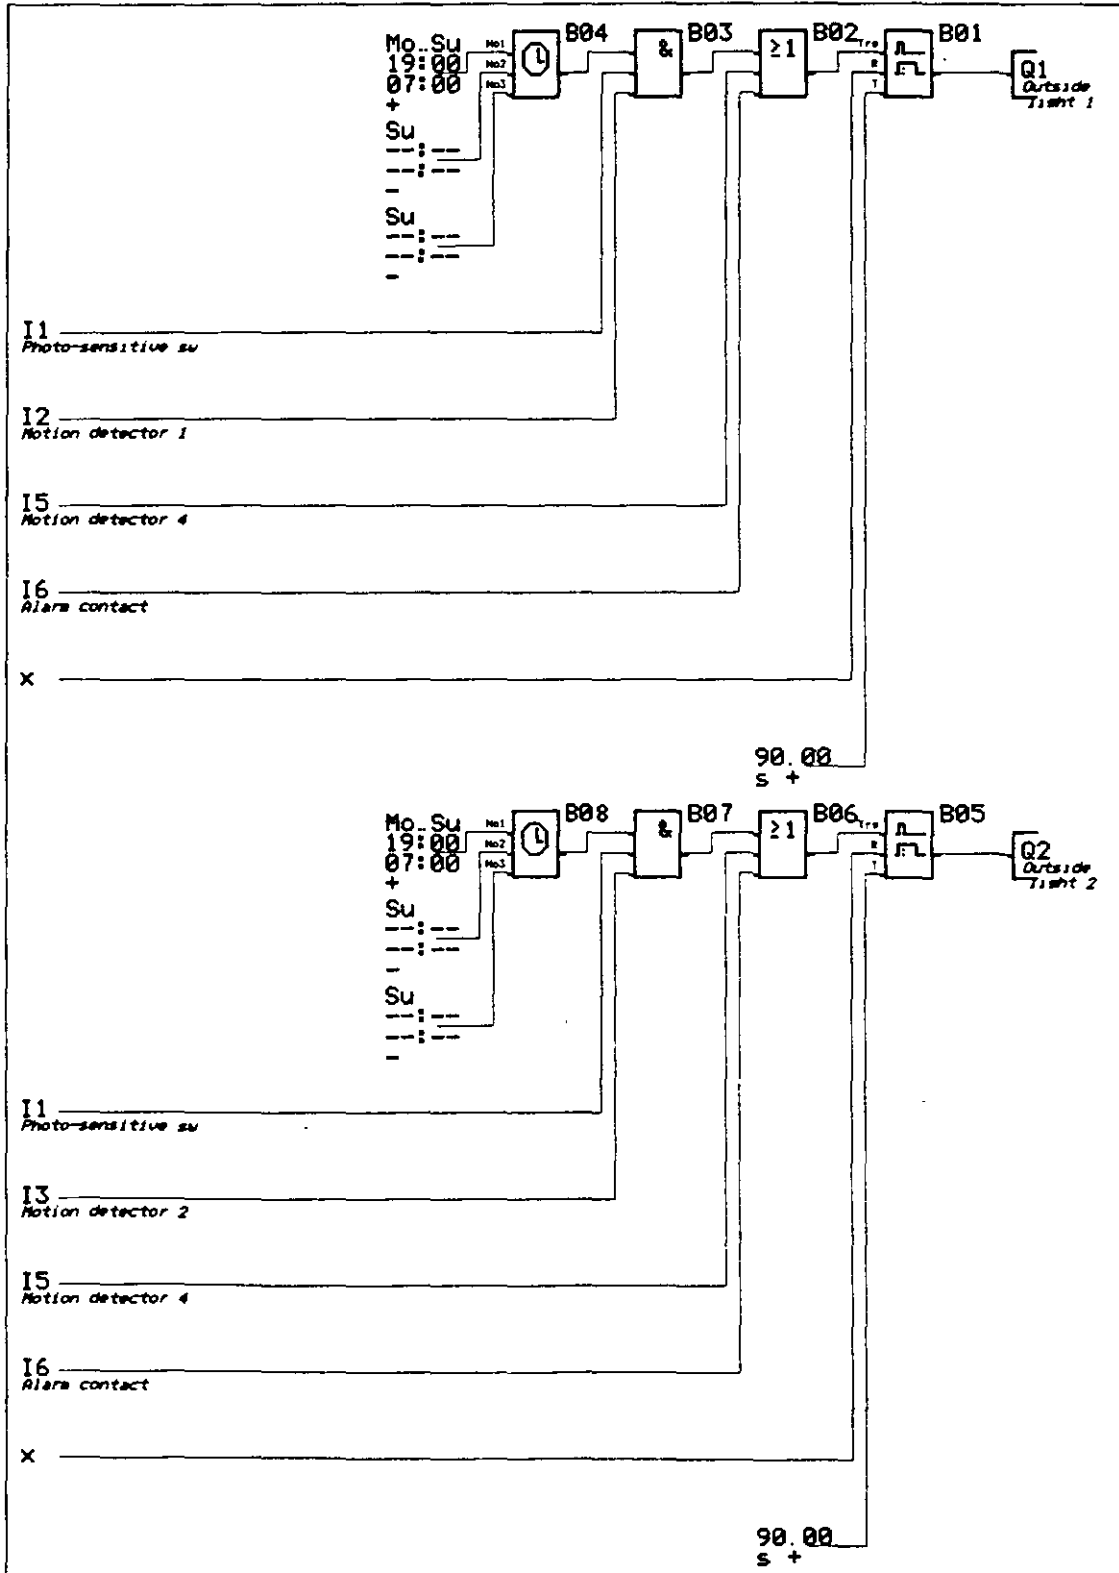 B04
B03
B02
B01
Mo..Su
19:00
07:00
+
No1
No2
No3
&
≥1
Trg
R
T
Q1
Outside
light 1
Su
--:--
--:--
-
Su
--:--
--:--
-
I1
Photo-sensitive sw
I2
Motion detector 1
I5
Motion detector 4
I6
Alarm contact
x
90.00
s +
B08
B07
B06
B05
Mo..Su
19:00
07:00
+
No1
No2
No3
&
≥1
Trg
R
T
Q2
Outside
light 2
Su
--:--
--:--
-
Su
--:--
--:--
-
I1
Photo-sensitive sw
I3
Motion detector 2
I5
Motion detector 4
I6
Alarm contact
x
90.00
s +